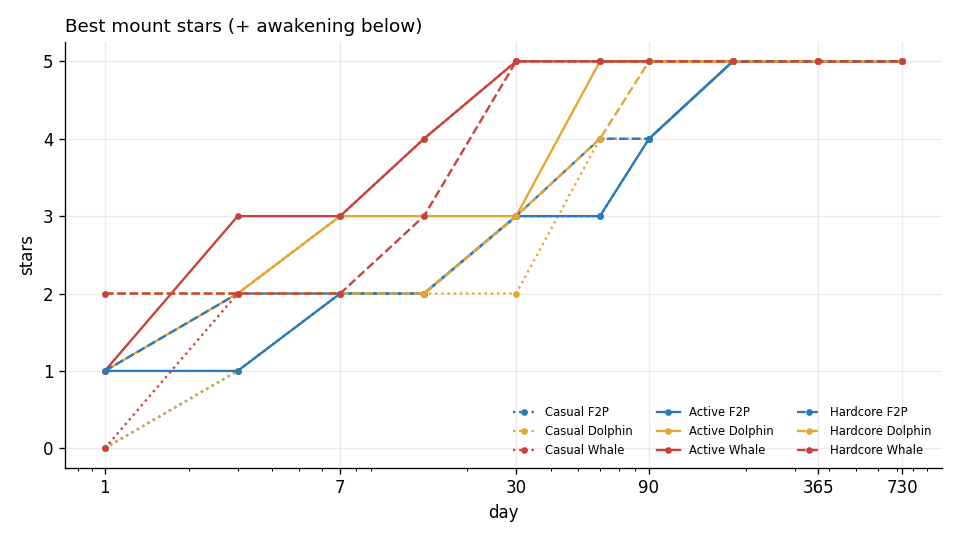 Best mount stars (+ awakening below)
stars
5
4
3
2
1
0
Casual F2P Active F2P Hardcore F2P
Casual Dolphin Active Dolphin Hardcore Dolphin
Casual Whale Active Whale Hardcore Whale
1 7 30 90 365 730
day